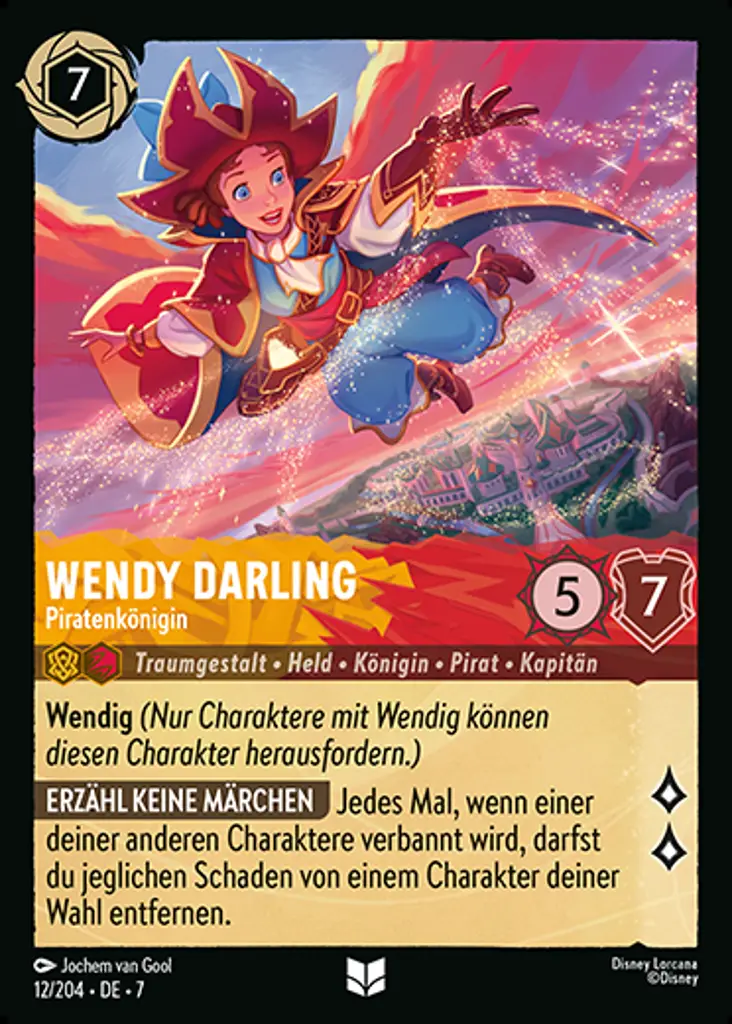 7
WENDY DARLING
Piratenkönigin
5
7
Traumgestalt • Held • Königin • Pirat • Kapitän
Wendig (Nur Charaktere mit Wendig können
diesen Charakter herausfordern.)
ERZÄHL KEINE MÄRCHEN Jedes Mal, wenn einer
deiner anderen Charaktere verbannt wird, darfst
du jeglichen Schaden von einem Charakter deiner
Wahl entfernen.
Jochem van Gool
12/204 • DE • 7
Disney Lorcana
©Disney